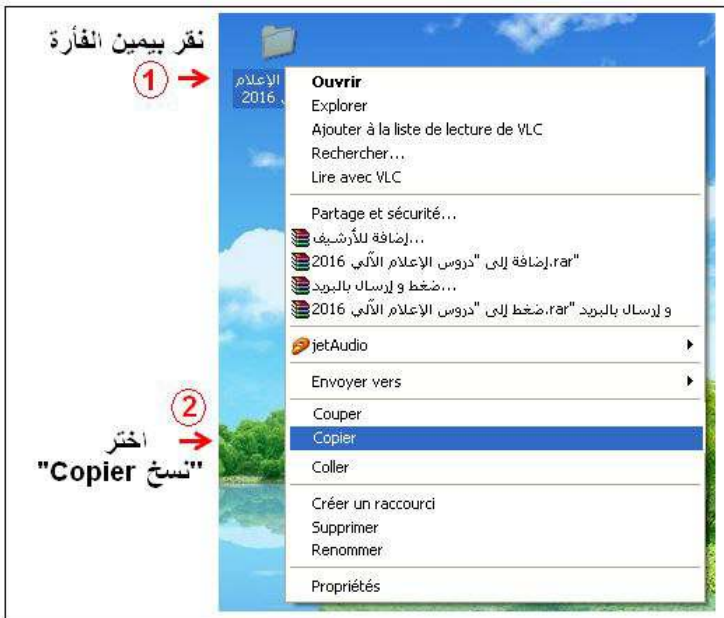 نقر بيمين الفأرة
1
الإعلام
2016
Ouvrir
Explorer
Ajouter à la liste de lecture de VLC
Rechercher...
Lire avec VLC
Partage et sécurité...
إضافة للأرشيف...
إضافة إلى "دروس الإعلام الآلي 2016.rar"
ضغط و إرسال بالبريد...
ضغط إلى "دروس الإعلام الآلي 2016.rar" و إرسال بالبريد
jetAudio
Envoyer vers
Couper
2
اختر
"نسخ Copier"
Copier
Coller
Créer un raccourci
Supprimer
Renommer
Propriétés